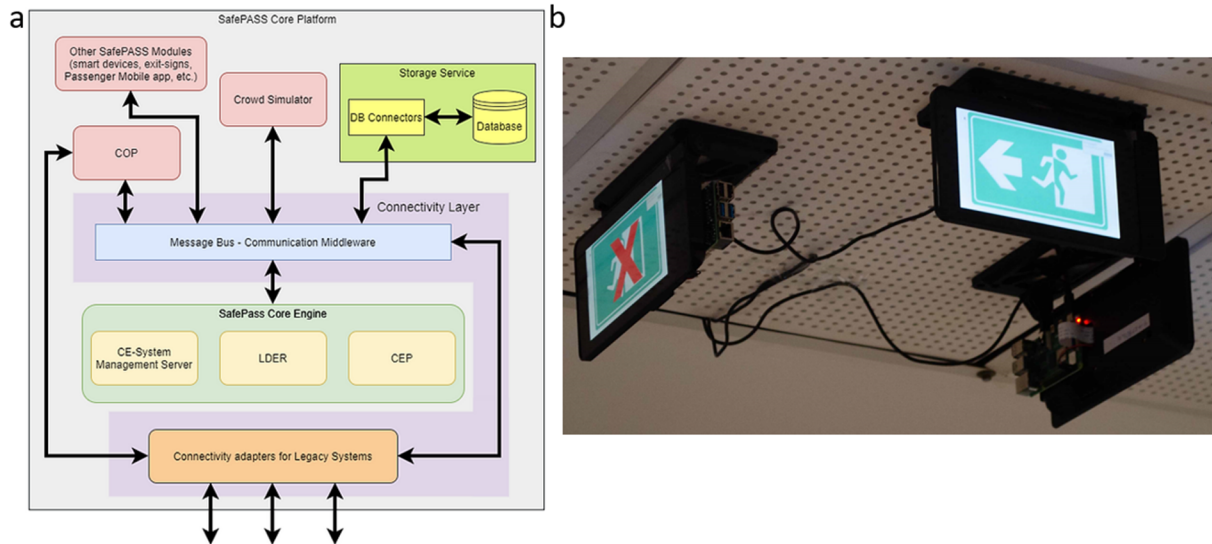 a
b
SafePASS Core Platform
Other SafePASS Modules
(smart devices, exit-signs,
Passenger Mobile app, etc.)
Crowd Simulator
Storage Service
DB Connectors
Database
COP
Connectivity Layer
Message Bus - Communication Middleware
SafePass Core Engine
CE-System
Management Server
LDER
CEP
Connectivity adapters for Legacy Systems